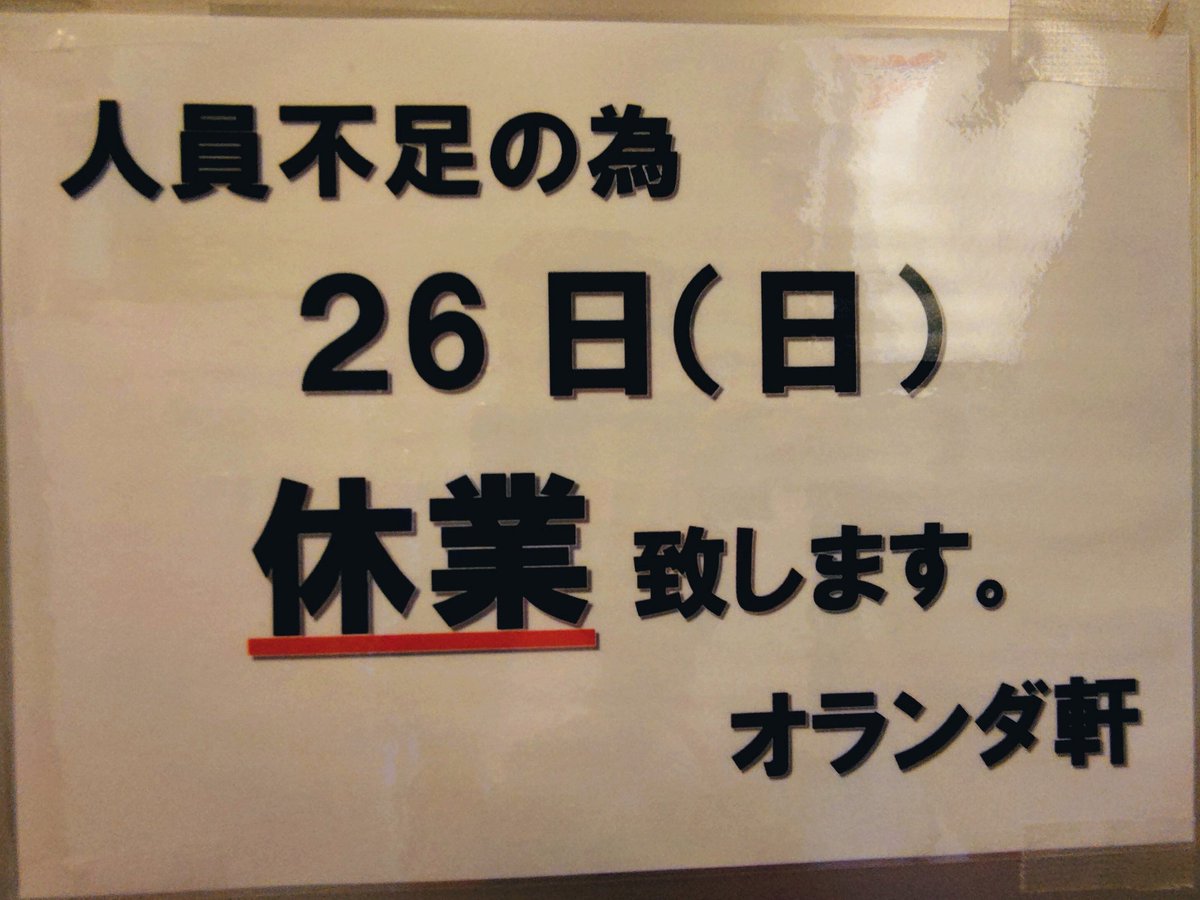 人員不足の為
26日(日)
休業致します。
オランダ軒